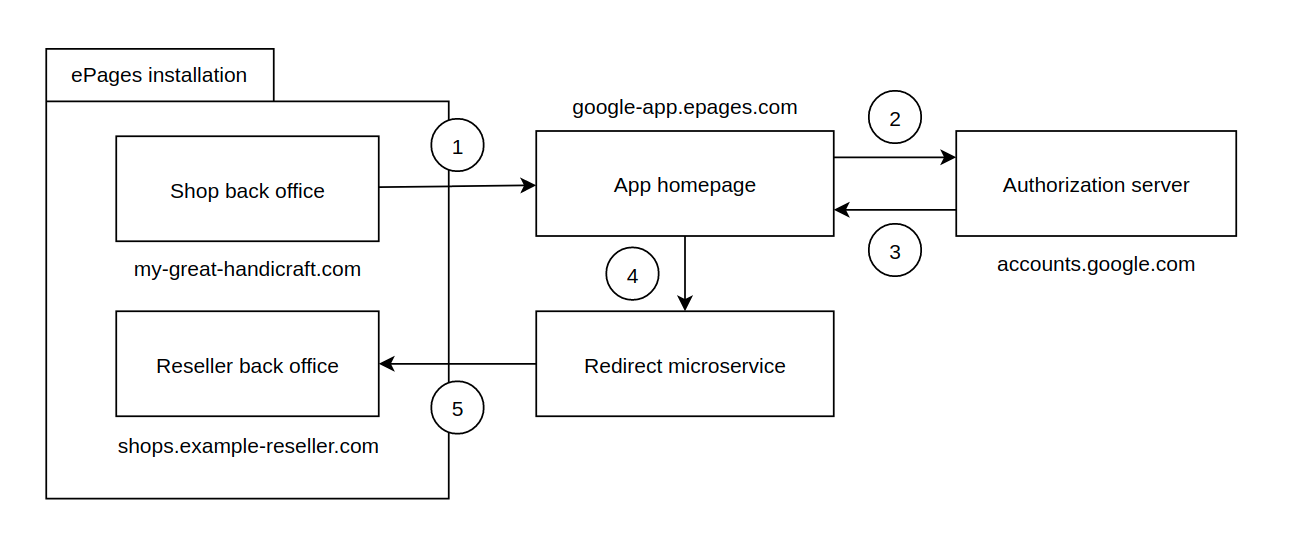 ePages installation
google-app.epages.com
1
2
Shop back office
App homepage
Authorization server
my-great-handicraft.com
3
accounts.google.com
4
Reseller back office
Redirect microservice
5
shops.example-reseller.com